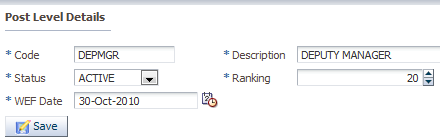 Post Level Details
* Code DEPMGR * Description DEPUTY MANAGER
* Status ACTIVE * Ranking 20
* WEF Date 30-Oct-2010
Save